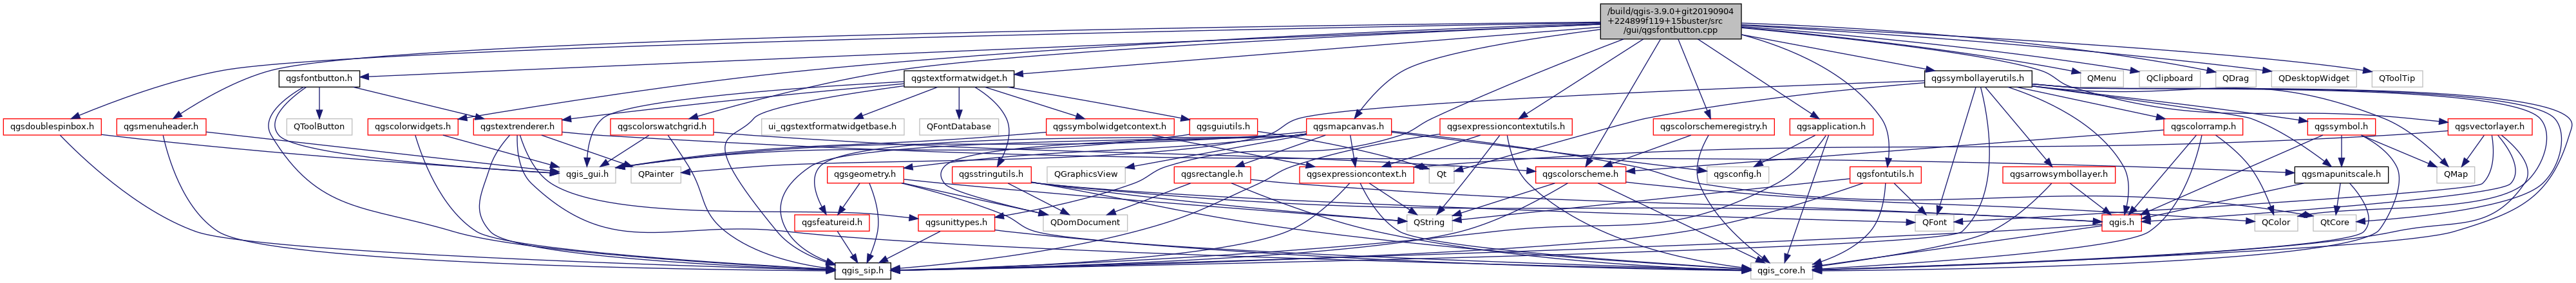 /build/qgis-3.9.0+git20190904
+224899f119+15buster/src
/gui/qgsfontbutton.cpp
qgsfontbutton.h
qgstextformatwidget.h
qgssymbollayerutils.h
QMenu
QClipboard
QDrag
QDesktopWidget
QToolTip
qgsdoublespinbox.h
qgsmenuheader.h
QToolButton
qgscolorwidgets.h
qgstextrenderer.h
qgscolorswatchgrid.h
ui_qgstextformatwidgetbase.h
QFontDatabase
qgssymbolwidgetcontext.h
qgsguiutils.h
qgsmapcanvas.h
qgsexpressioncontextutils.h
qgscolorschemeregistry.h
qgsapplication.h
qgscolorramp.h
qgssymbol.h
qgsvectorlayer.h
qgis_gui.h
QPainter
qgsgeometry.h
qgsstringutils.h
QGraphicsView
qgsrectangle.h
qgsexpressioncontext.h
Qt
qgscolorscheme.h
qgsconfig.h
qgsfontutils.h
qgsarrowsymbollayer.h
qgsmapunitscale.h
QMap
qgsfeatureid.h
qgsunittypes.h
QDomDocument
QString
QFont
qgis.h
QColor
QtCore
qgis_sip.h
qgis_core.h